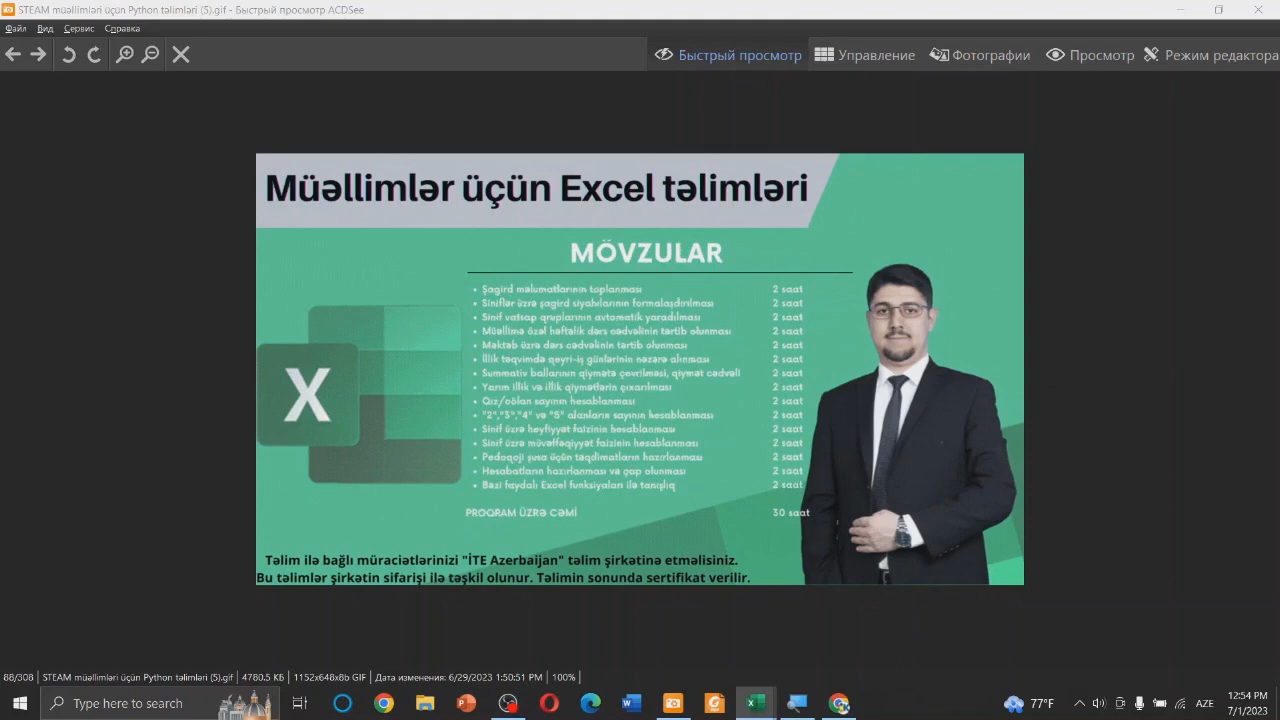 STEAM müəllimləri üçün Python təlimləri (5).gif - Быстрый просмотр ACDSee
Файл Вид Сервис Справка
Быстрый просмотр Управление Фотографии Просмотр Режим редактора
Müəllimlər üçün Excel təlimləri
MÖVZULAR
• Şagird məlumatlarının toplanması 2 saat
• Siniflər üzrə şagird siyahılarının formalaşdırılması 2 saat
• Sinif vatsap qruplarının avtomatik yaradılması 2 saat
• Müəllimə özəl həftəlik dərs cədvəlinin tərtib olunması 2 saat
• Məktəb üzrə dərs cədvəlinin tərtib olunması 2 saat
• İllik təqvimdə qeyri-iş günlərinin nəzərə alınması 2 saat
• Summativ balların qiymətə çevrilməsi, qiymət cədvəli 2 saat
• Yarım illik və illik qiymətlərin çıxarılması 2 saat
• Qız/oğlan sayının hesablanması 2 saat
• "2","3","4" və "5" alanların sayının hesablanması 2 saat
• Sinif üzrə keyfiyyət faizinin hesablanması 2 saat
• Sinif üzrə müvəffəqiyyət faizinin hesablanması 2 saat
• Pedaqoji şura üçün təqdimatların hazırlanması 2 saat
• Hesabatların hazırlanması və çap olunması 2 saat
• Bəzi faydalı Excel funksiyaları ilə tanışlıq 2 saat
PROQRAM ÜZRƏ CƏMİ 30 saat
X
Təlim ilə bağlı müraciətlərinizi "İTE Azerbaijan" təlim şirkətinə etməlisiniz.
Bu təlimlər şirkətin sifarişi ilə təşkil olunur. Təlimin sonunda sertifikat verilir.
88/308 STEAM müəllimləri üçün Python təlimləri (5).gif 4780.5 КБ 1152x648x8b GIF Дата изменения: 6/29/2023 1:50:51 PM 100%
Type here to search 77°F AZE 12:54 PM
7/1/2023